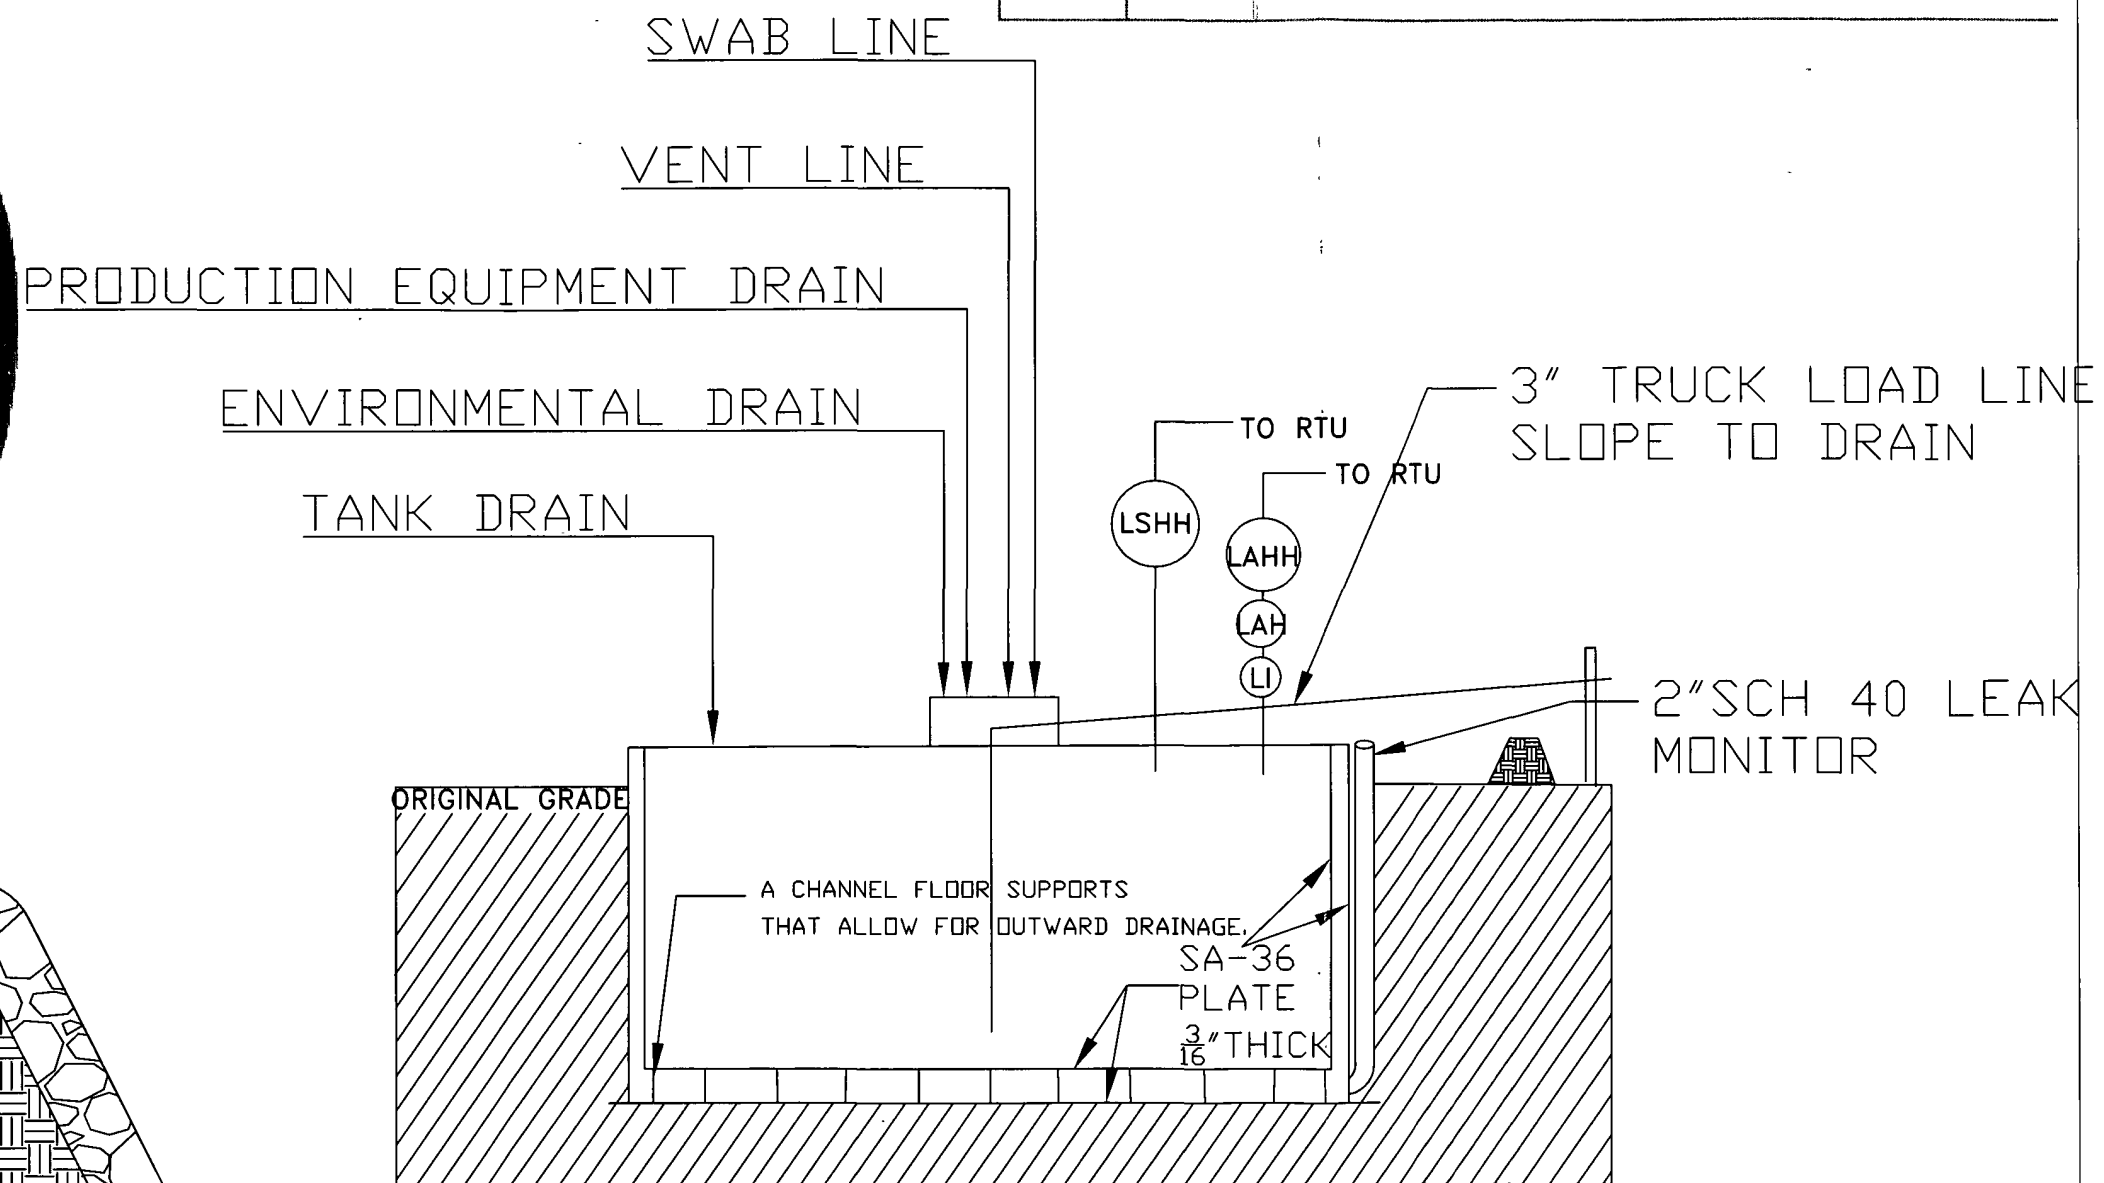 SWAB LINE
VENT LINE
PRODUCTION EQUIPMENT DRAIN
ENVIRONMENTAL DRAIN
TANK DRAIN
3" TRUCK LOAD LINE
SLOPE TO DRAIN
TO RTU
TO RTU
LSHH
LAHH
LAH
LI
2"SCH 40 LEAK
MONITOR
ORIGINAL GRADE
A CHANNEL FLOOR SUPPORTS
THAT ALLOW FOR OUTWARD DRAINAGE.
SA-36
PLATE
3/16"THICK